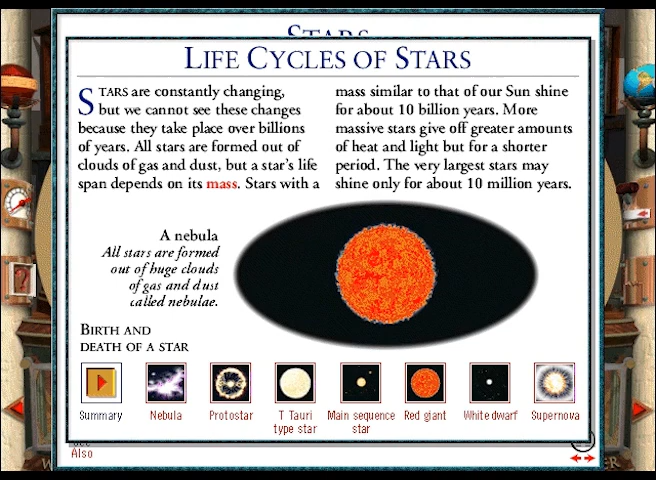 STARS
LIFE CYCLES OF STARS
STARS are constantly changing,
but we cannot see these changes
because they take place over billions
of years. All stars are formed out of
clouds of gas and dust, but a star's life
span depends on its mass. Stars with a
mass similar to that of our Sun shine
for about 10 billion years. More
massive stars give off greater amounts
of heat and light but for a shorter
period. The very largest stars may
shine only for about 10 million years.
A nebula
All stars are formed
out of huge clouds
of gas and dust
called nebulae.
BIRTH AND
DEATH OF A STAR
Summary
Nebula
Protostar
T Tauri
type star
Main sequence
star
Red giant
White dwarf
Supernova
See
Also